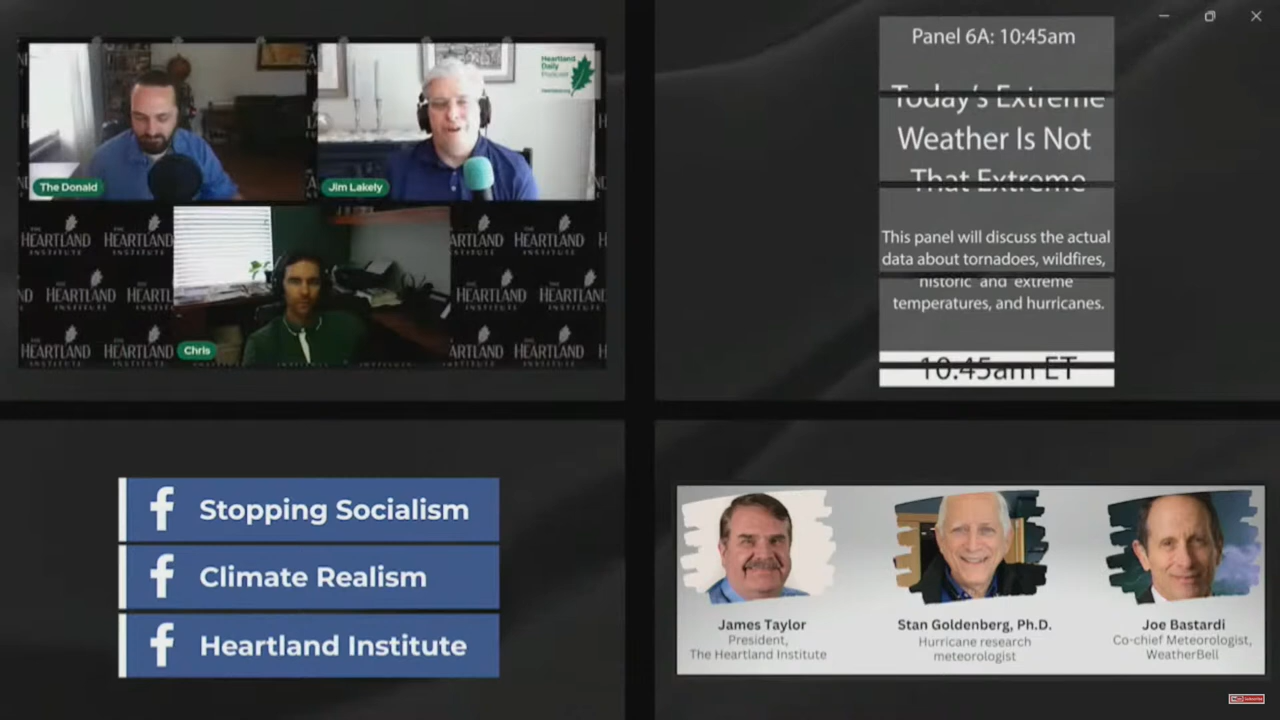 Heartland
Daily
Podcast
The Donald
Jim Lakely
THE
HEARTLAND
INSTITUTE
Chris
Panel 6A: 10:45am
Today's Extreme
Weather Is Not
That Extreme
This panel will discuss the actual
data about tornadoes, wildfires,
historic and extreme
temperatures, and hurricanes.
10:45am ET
Stopping Socialism
Climate Realism
Heartland Institute
James Taylor
President,
The Heartland Institute
Stan Goldenberg, Ph.D.
Hurricane research
meteorologist
Joe Bastardi
Co-chief Meteorologist,
WeatherBell